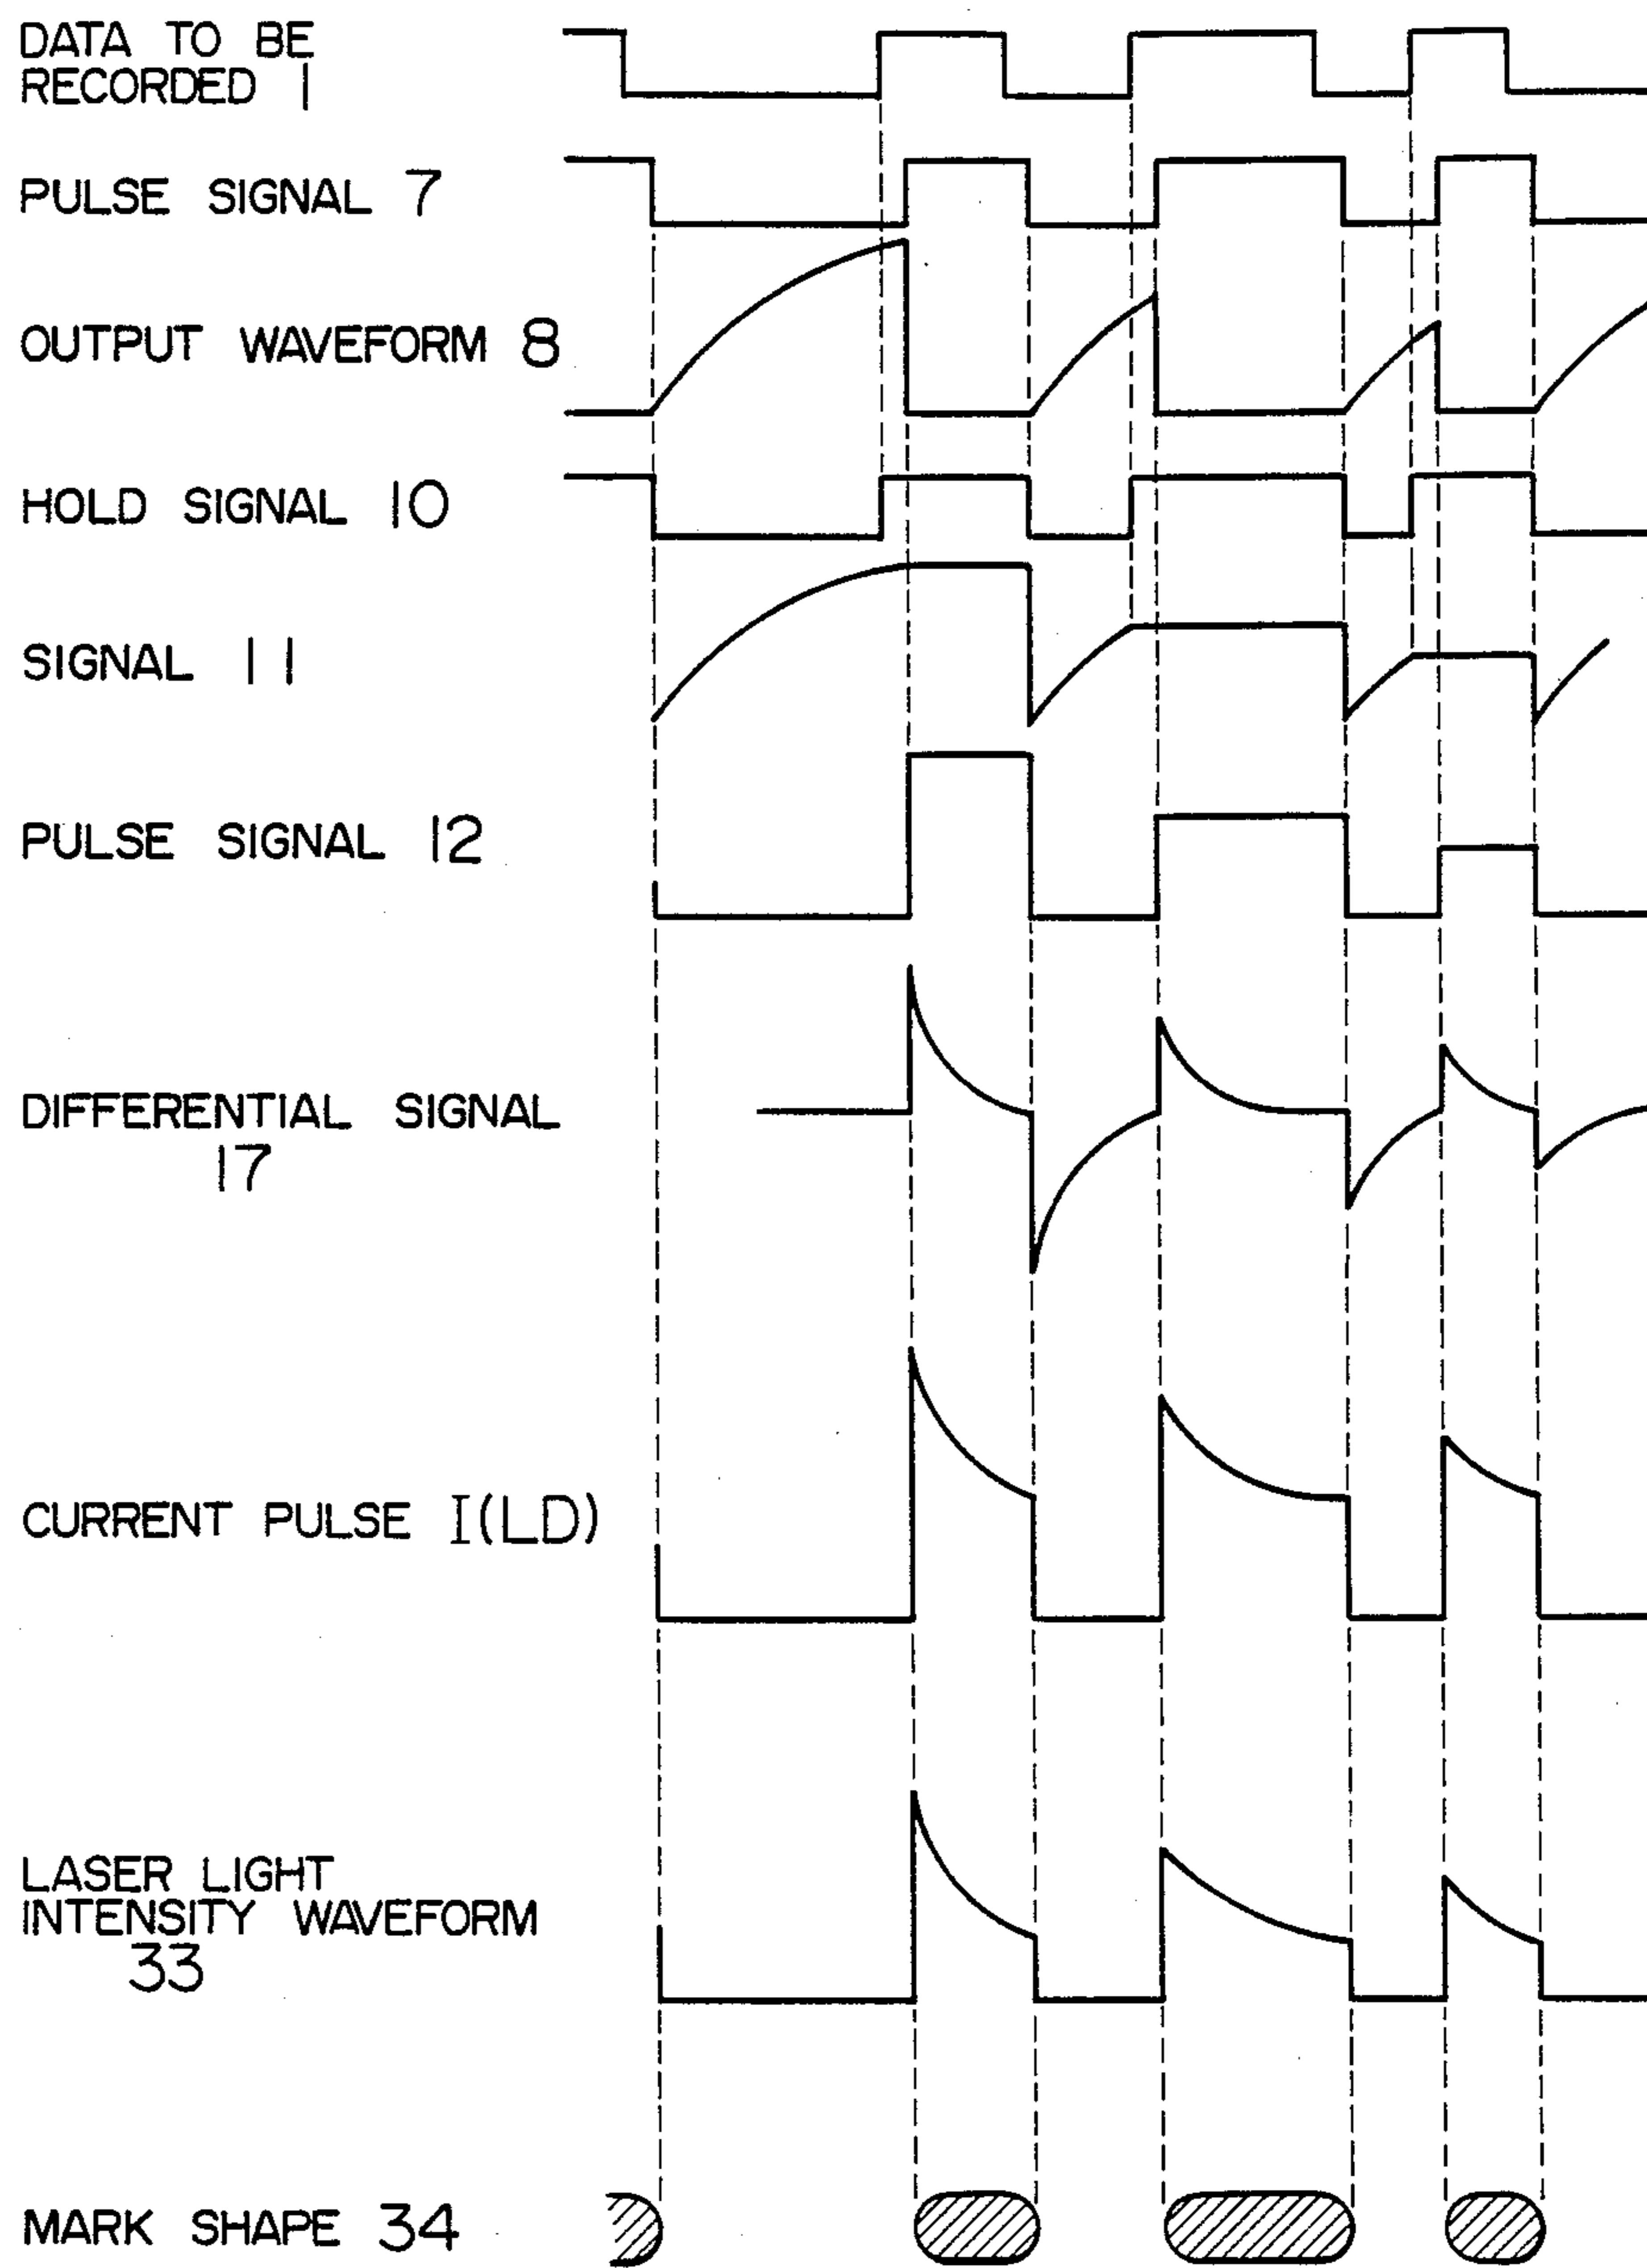 DATA TO BE
RECORDED 1
PULSE SIGNAL 7
OUTPUT WAVEFORM 8
HOLD SIGNAL 10
SIGNAL 11
PULSE SIGNAL 12
DIFFERENTIAL SIGNAL
17
CURRENT PULSE I(LD)
LASER LIGHT
INTENSITY WAVEFORM
33
MARK SHAPE 34